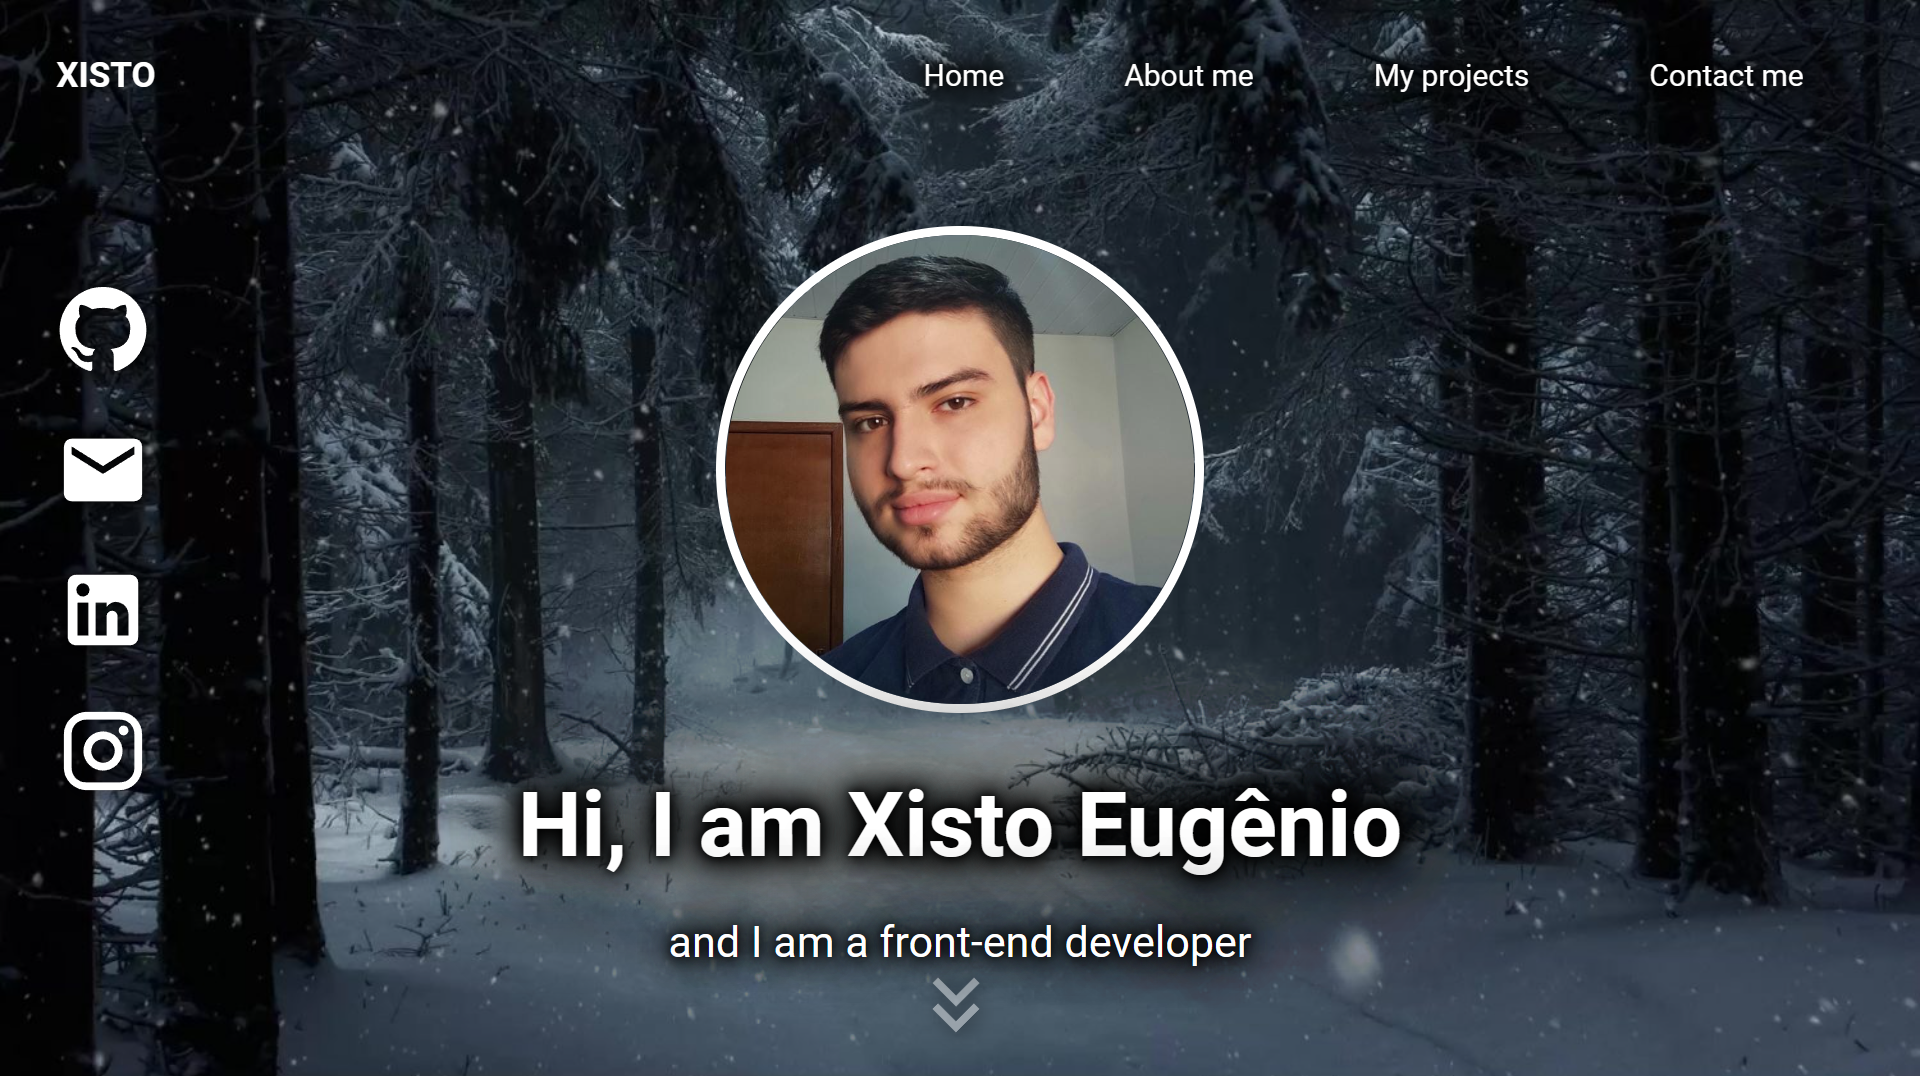 XISTO
Home
About me
My projects
Contact me
in
Hi, I am Xisto Eugênio
and I am a front-end developer